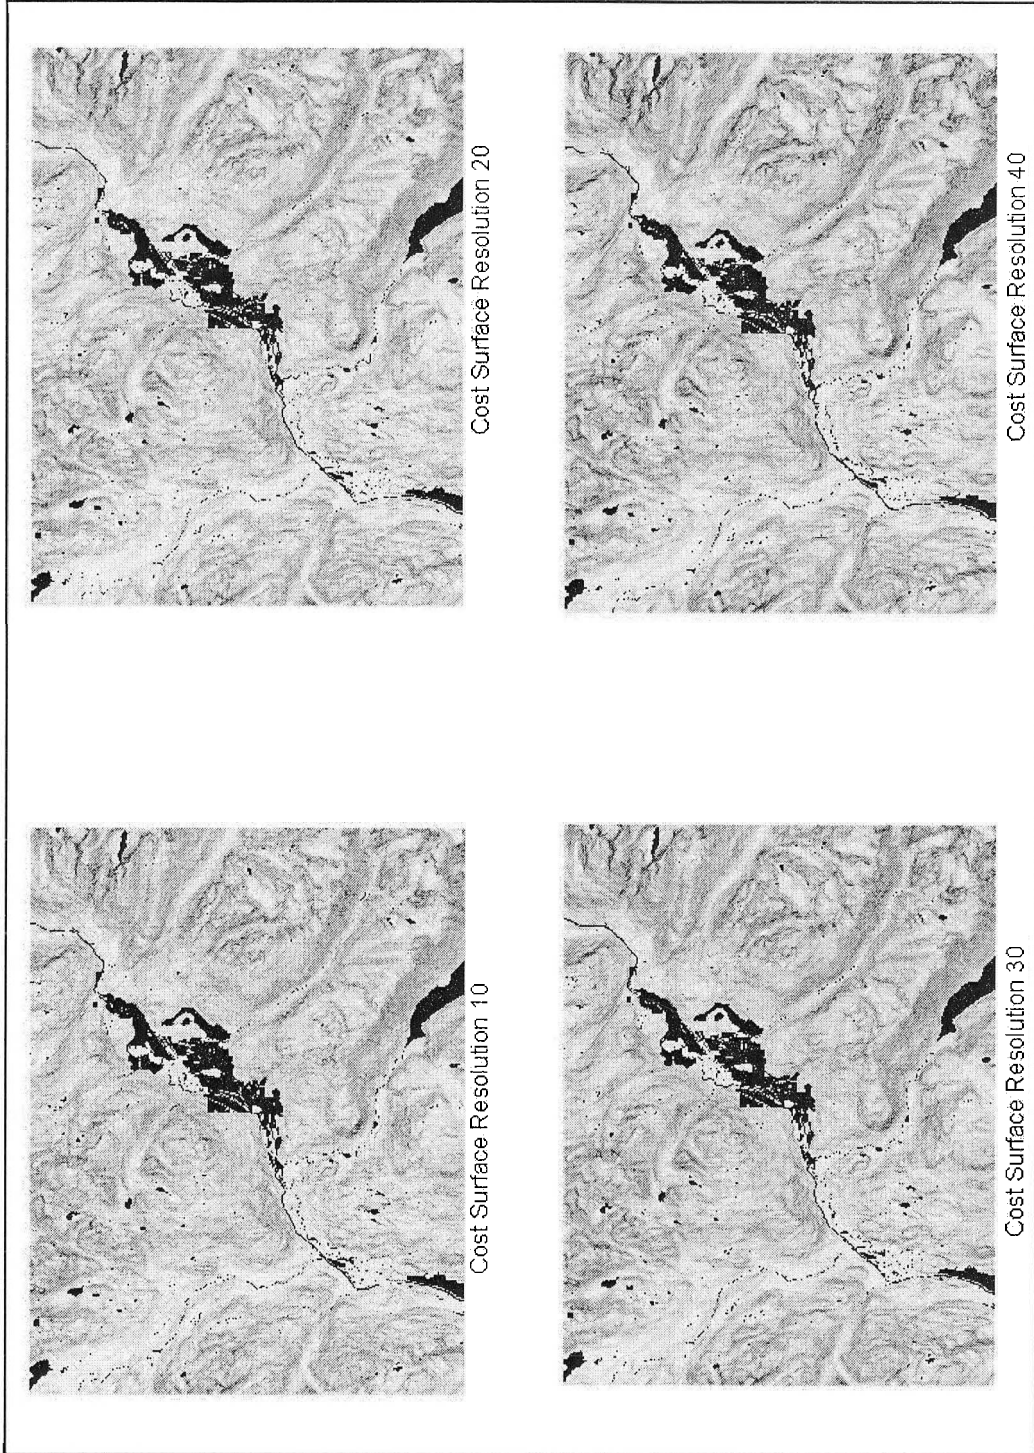 Cost Surface Resolution 10
Cost Surface Resolution 20
Cost Surface Resolution 30
Cost Surface Resolution 40